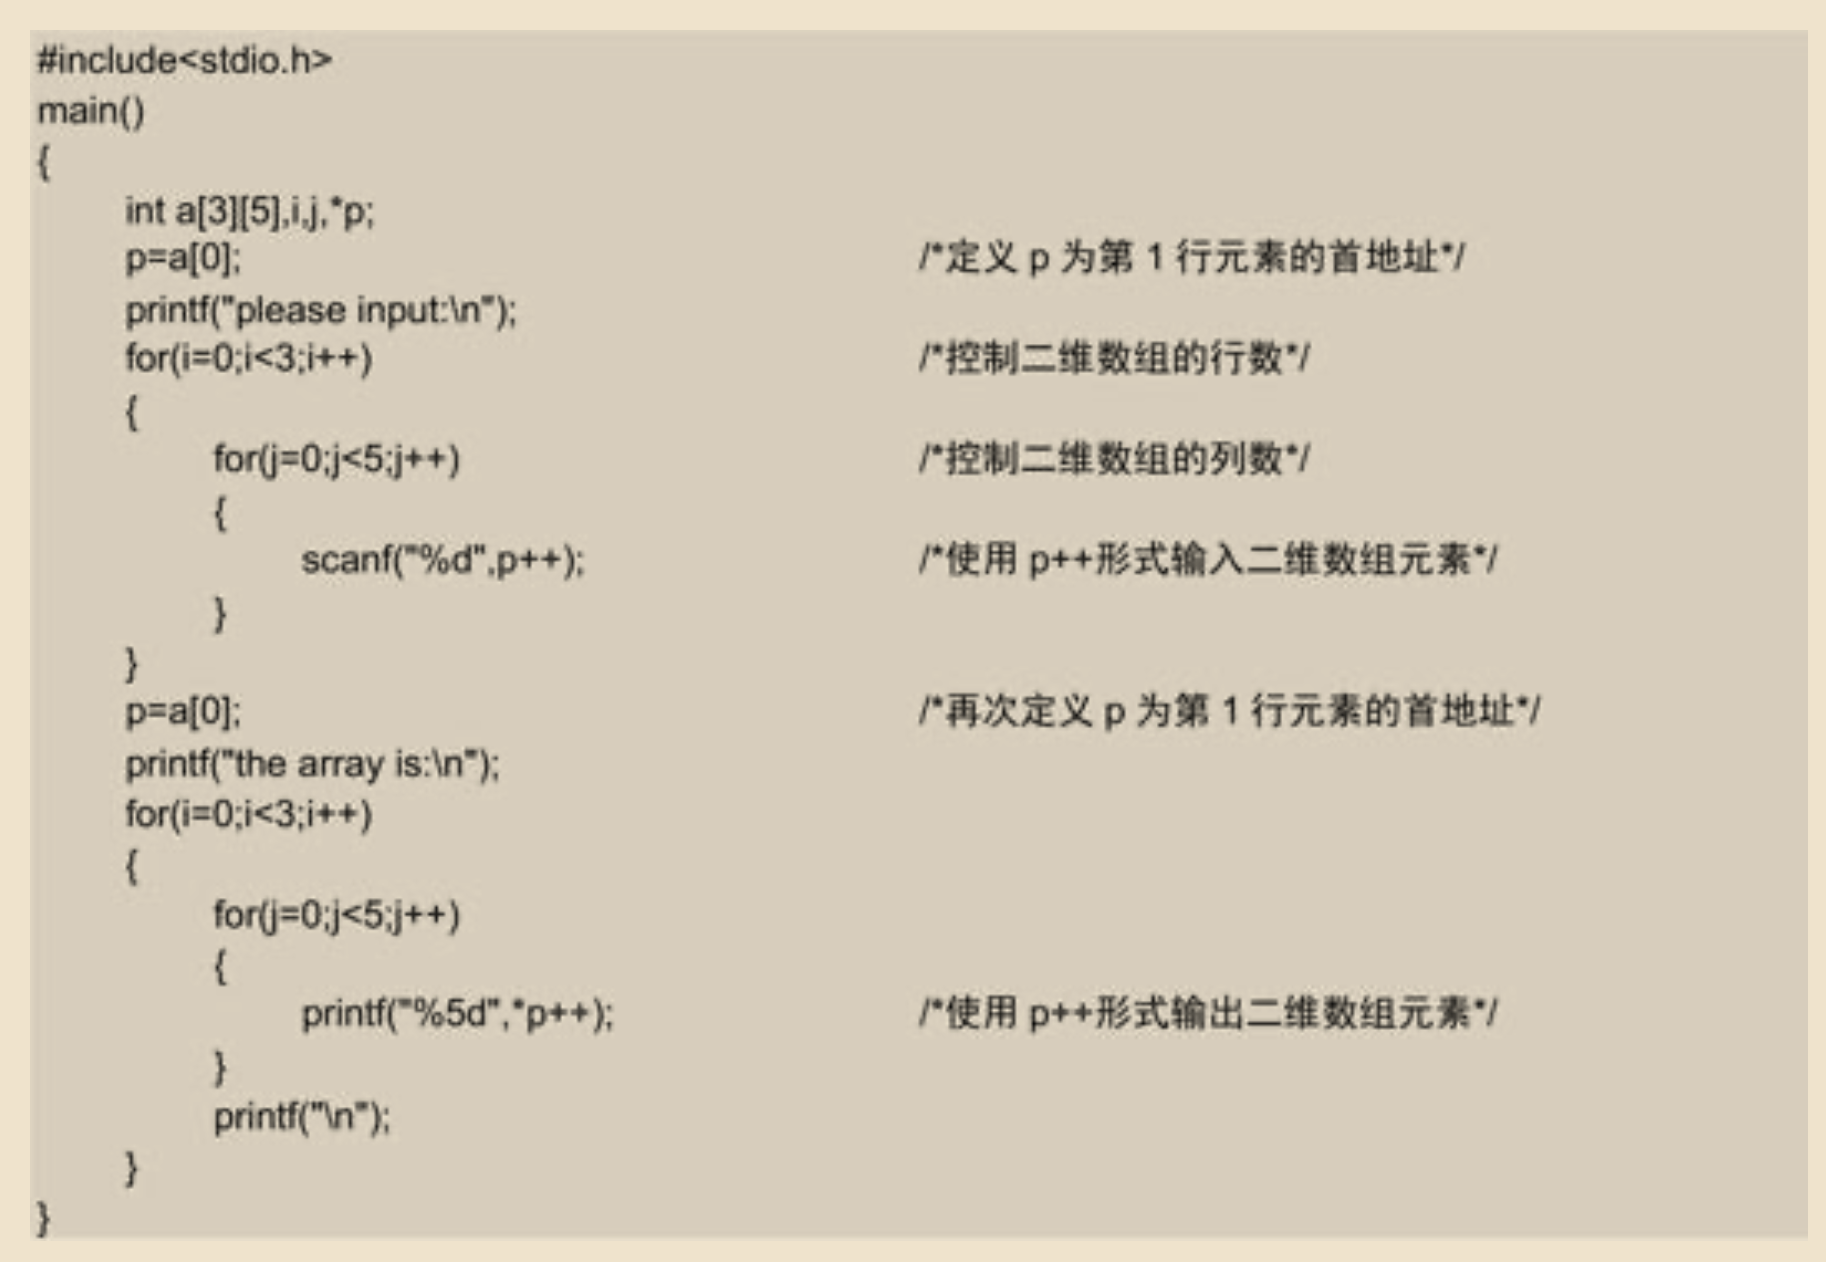 #include<stdio.h>
main()
{
int a[3][5],i,j,*p;
p=a[0]; /*定义 p 为第 1 行元素的首地址*/
printf("please input:\n");
for(i=0;i<3;i++) /*控制二维数组的行数*/
{
for(j=0;j<5;j++) /*控制二维数组的列数*/
{
scanf("%d",p++); /*使用 p++形式输入二维数组元素*/
}
}
p=a[0]; /*再次定义 p 为第 1 行元素的首地址*/
printf("the array is:\n");
for(i=0;i<3;i++)
{
for(j=0;j<5;j++)
{
printf("%5d",*p++); /*使用 p++形式输出二维数组元素*/
}
printf("\n");
}
}